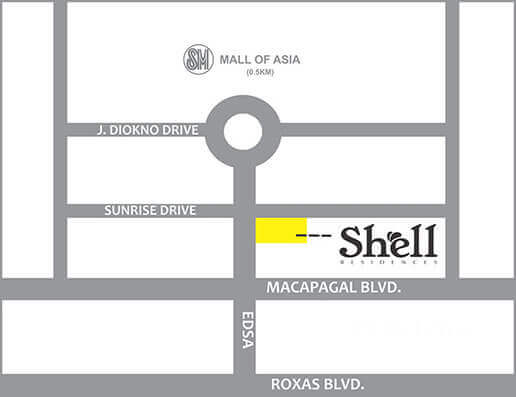 SM MALL OF ASIA
(0.5KM)
J. DIOKNO DRIVE
SUNRISE DRIVE
Shell
RESIDENCES
MACAPAGAL BLVD.
EDSA
ROXAS BLVD.